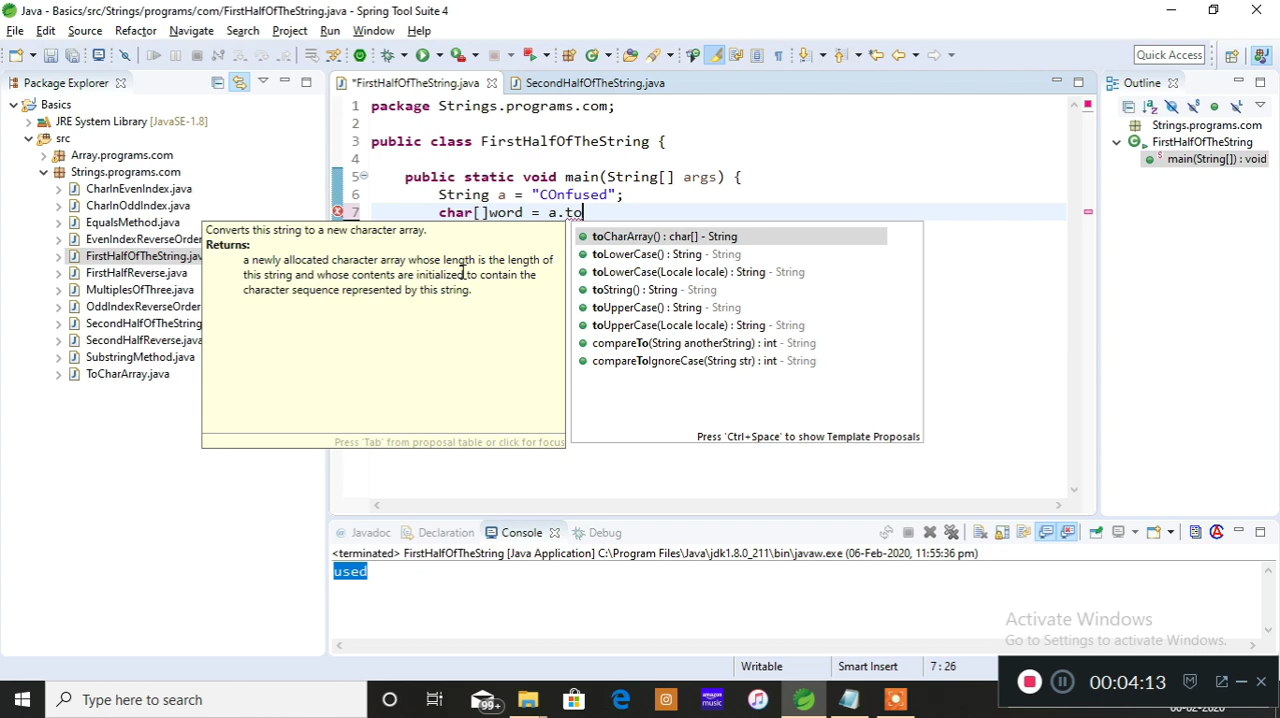 Java - Basics/src/Strings/programs/com/FirstHalfOfTheString.java - Spring Tool Suite 4
File Edit Source Refactor Navigate Search Project Run Window Help
Quick Access
Package Explorer
*FirstHalfOfTheString.java
SecondHalfOfTheString.java
Outline
Basics
JRE System Library [JavaSE-1.8]
src
Array.programs.com
Strings.programs.com
CharInEvenIndex.java
CharInOddIndex.java
EqualsMethod.java
EvenIndexReverseOrder
FirstHalfOfTheString.jav
FirstHalfReverse.java
MultiplesOfThree.java
OddIndexReverseOrder
SecondHalfOfTheString
SecondHalfReverse.java
SubstringMethod.java
ToCharArray.java
1 package Strings.programs.com;
2
3 public class FirstHalfOfTheString {
4
5 public static void main(String[] args) {
6 String a = "COnfused";
7 char[]word = a.to
Converts this string to a new character array.
Returns:
a newly allocated character array whose length is the length of
this string and whose contents are initialized to contain the
character sequence represented by this string.
Press 'Tab' from proposal table or click for focus
toCharArray() : char[] - String
toLowerCase() : String - String
toLowerCase(Locale locale) : String - String
toString() : String - String
toUpperCase() : String - String
toUpperCase(Locale locale) : String - String
compareTo(String anotherString) : int - String
compareToIgnoreCase(String str) : int - String
Press 'Ctrl+Space' to show Template Proposals
Strings.programs.com
FirstHalfOfTheString
main(String[]) : void
Javadoc Declaration Console Debug
<terminated> FirstHalfOfTheString [Java Application] C:\Program Files\Java\jdk1.8.0_211\bin\javaw.exe (06-Feb-2020, 11:55:36 pm)
used
Activate Windows
Go to Settings to activate Windows.
Writable
Smart Insert
7 : 26
00:04:13
Type here to search
99+
amazon music
06-02-2020